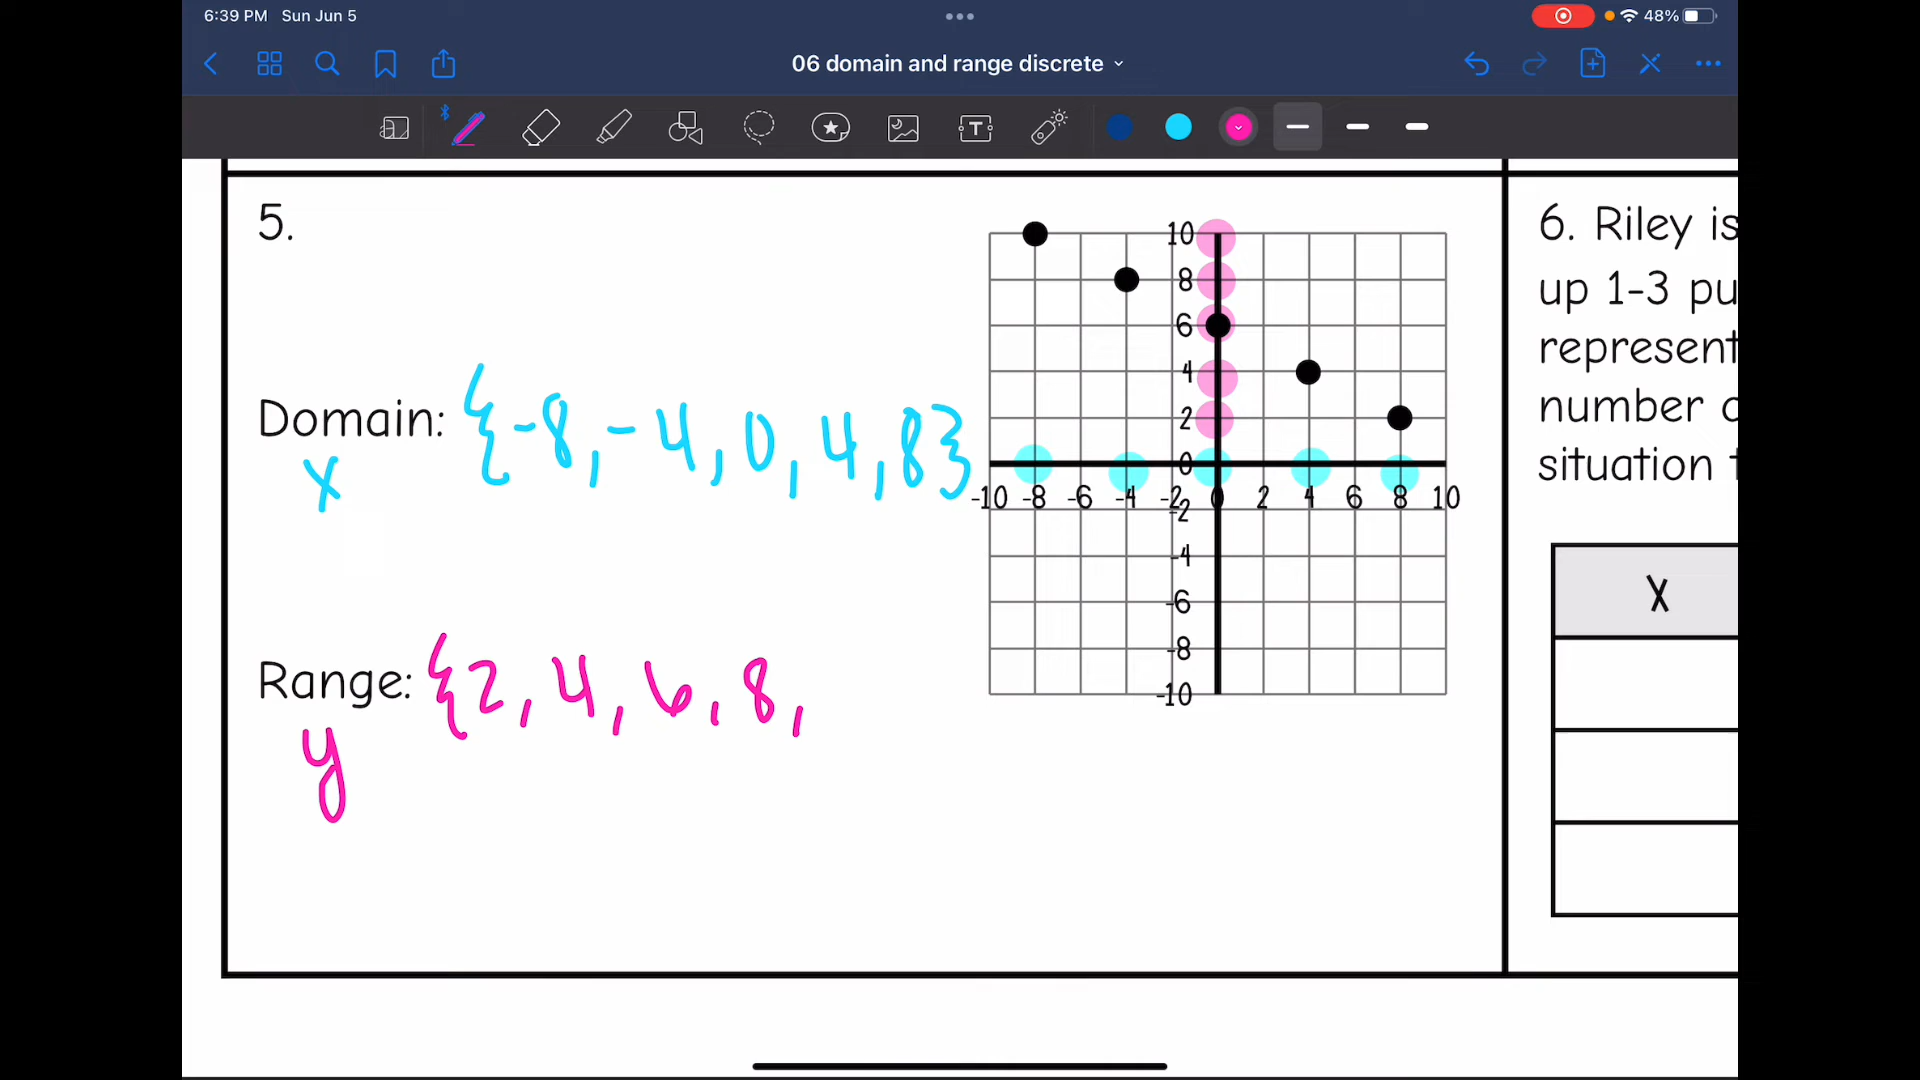 6:39 PM Sun Jun 5
48%
06 domain and range discrete
T
5.
Domain: {-8, -4, 0, 4, 8}
x
Range: {2, 4, 6, 8,
y
10
8
6
4
2
0
-10 -8 -6 -4 -2 0 2 4 6 8 10
-2
-4
-6
-8
-10
6. Riley is
up 1-3 pu
represent
number o
situation t
X